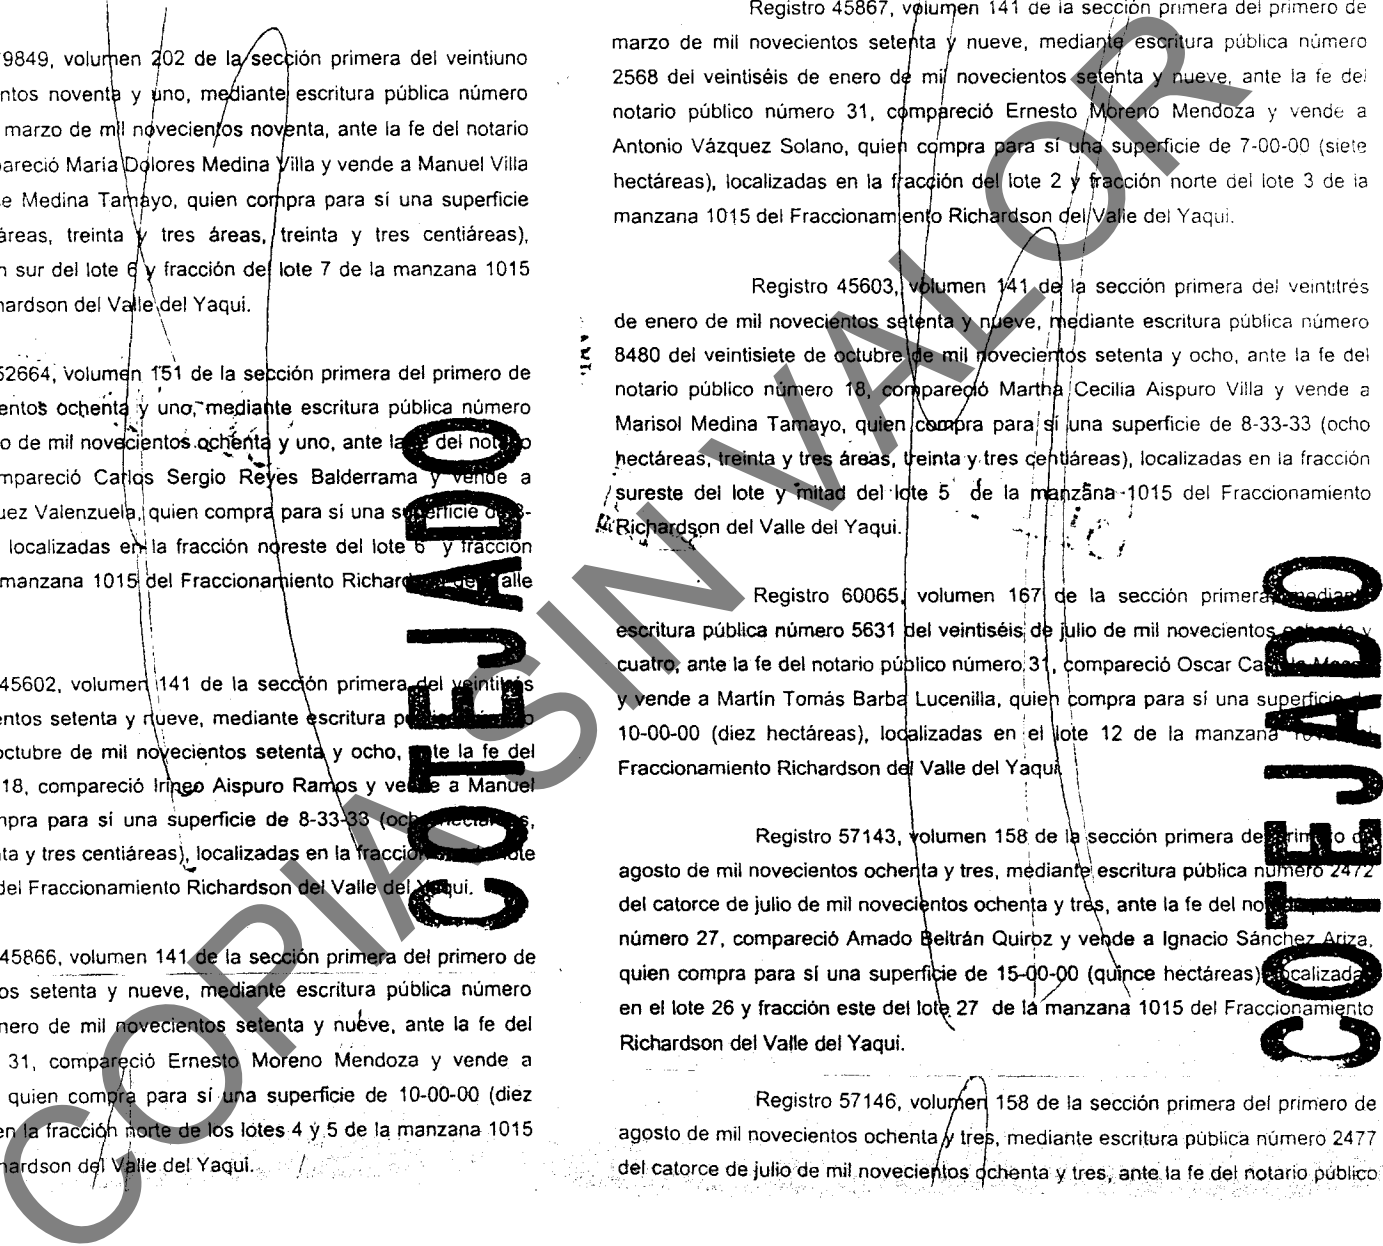 9849, volumen 202 de la sección primera del veintiuno
ntos noventa y uno, mediante escritura pública número
marzo de mil novecientos noventa, ante la fe del notario
pareció María Dolores Medina Villa y vende a Manuel Villa
e Medina Tamayo, quien compra para sí una superficie
áreas, treinta y tres áreas, treinta y tres centiáreas),
n sur del lote 6 y fracción del lote 7 de la manzana 1015
hardson del Valle del Yaqui.
52664, volumen 151 de la sección primera del primero de
entos ochenta y uno, mediante escritura pública número
o de mil novecientos ochenta y uno, ante la fe del notario
mpareció Carlos Sergio Reyes Balderrama y vende a
uez Valenzuela, quien compra para sí una superficie de
localizadas en la fracción noreste del lote 6 y fracción
manzana 1015 del Fraccionamiento Richardson del Valle
45602, volumen 141 de la sección primera del veintitrés
entos setenta y nueve, mediante escritura
octubre de mil novecientos setenta y ocho, ante la fe del
18, compareció Irineo Aispuro Ramos y vende a Manuel
mpra para sí una superficie de 8-33-33 (ocho hectáreas,
ta y tres centiáreas), localizadas en la fracción lote
del Fraccionamiento Richardson del Valle del Yaqui.
45866, volumen 141 de la sección primera del primero de
os setenta y nueve, mediante escritura pública número
nero de mil novecientos setenta y nueve, ante la fe del
31, compareció Ernesto Moreno Mendoza y vende a
quien compra para sí una superficie de 10-00-00 (diez
en la fracción norte de los lotes 4 y 5 de la manzana 1015
hardson del Valle del Yaqui.
COTEJADO
Registro 45867, volumen 141 de la sección primera del primero de
marzo de mil novecientos setenta y nueve, mediante escritura pública número
2568 del veintiséis de enero de mil novecientos setenta y nueve, ante la fe del
notario público número 31, compareció Ernesto Moreno Mendoza y vende a
Antonio Vázquez Solano, quien compra para sí una superficie de 7-00-00 (siete
hectáreas), localizadas en la fracción del lote 2 y fracción norte del lote 3 de la
manzana 1015 del Fraccionamiento Richardson del Valle del Yaqui.
Registro 45603, volumen 141 de la sección primera del veintitrés
de enero de mil novecientos setenta y nueve, mediante escritura pública número
8480 del veintisiete de octubre de mil novecientos setenta y ocho, ante la fe del
notario público número 18, compareció Martha Cecilia Aispuro Villa y vende a
Marisol Medina Tamayo, quien compra para sí una superficie de 8-33-33 (ocho
hectáreas, treinta y tres áreas, treinta y tres centiáreas), localizadas en la fracción
sureste del lote y mitad del lote 5 de la manzana 1015 del Fraccionamiento
Richardson del Valle del Yaqui.
Registro 60065, volumen 167 de la sección primera, mediante
escritura pública número 5631 del veintiséis de julio de mil novecientos ochenta y
cuatro, ante la fe del notario público número 31, compareció Oscar
y vende a Martín Tomás Barba Lucenilla, quien compra para sí una superficie de
10-00-00 (diez hectáreas), localizadas en el lote 12 de la manzana 1015 del
Fraccionamiento Richardson del Valle del Yaqui.
Registro 57143, volumen 158 de la sección primera del primero de
agosto de mil novecientos ochenta y tres, mediante escritura pública número 2472
del catorce de julio de mil novecientos ochenta y tres, ante la fe del notario público
número 27, compareció Amado Beltrán Quiroz y vende a Ignacio Sánchez Ariza,
quien compra para sí una superficie de 15-00-00 (quince hectáreas), localizadas
en el lote 26 y fracción este del lote 27 de la manzana 1015 del Fraccionamiento
Richardson del Valle del Yaqui.
Registro 57146, volumen 158 de la sección primera del primero de
agosto de mil novecientos ochenta y tres, mediante escritura pública número 2477
del catorce de julio de mil novecientos ochenta y tres, ante la fe del notario público
COTEJADO
COPIA SIN VALOR